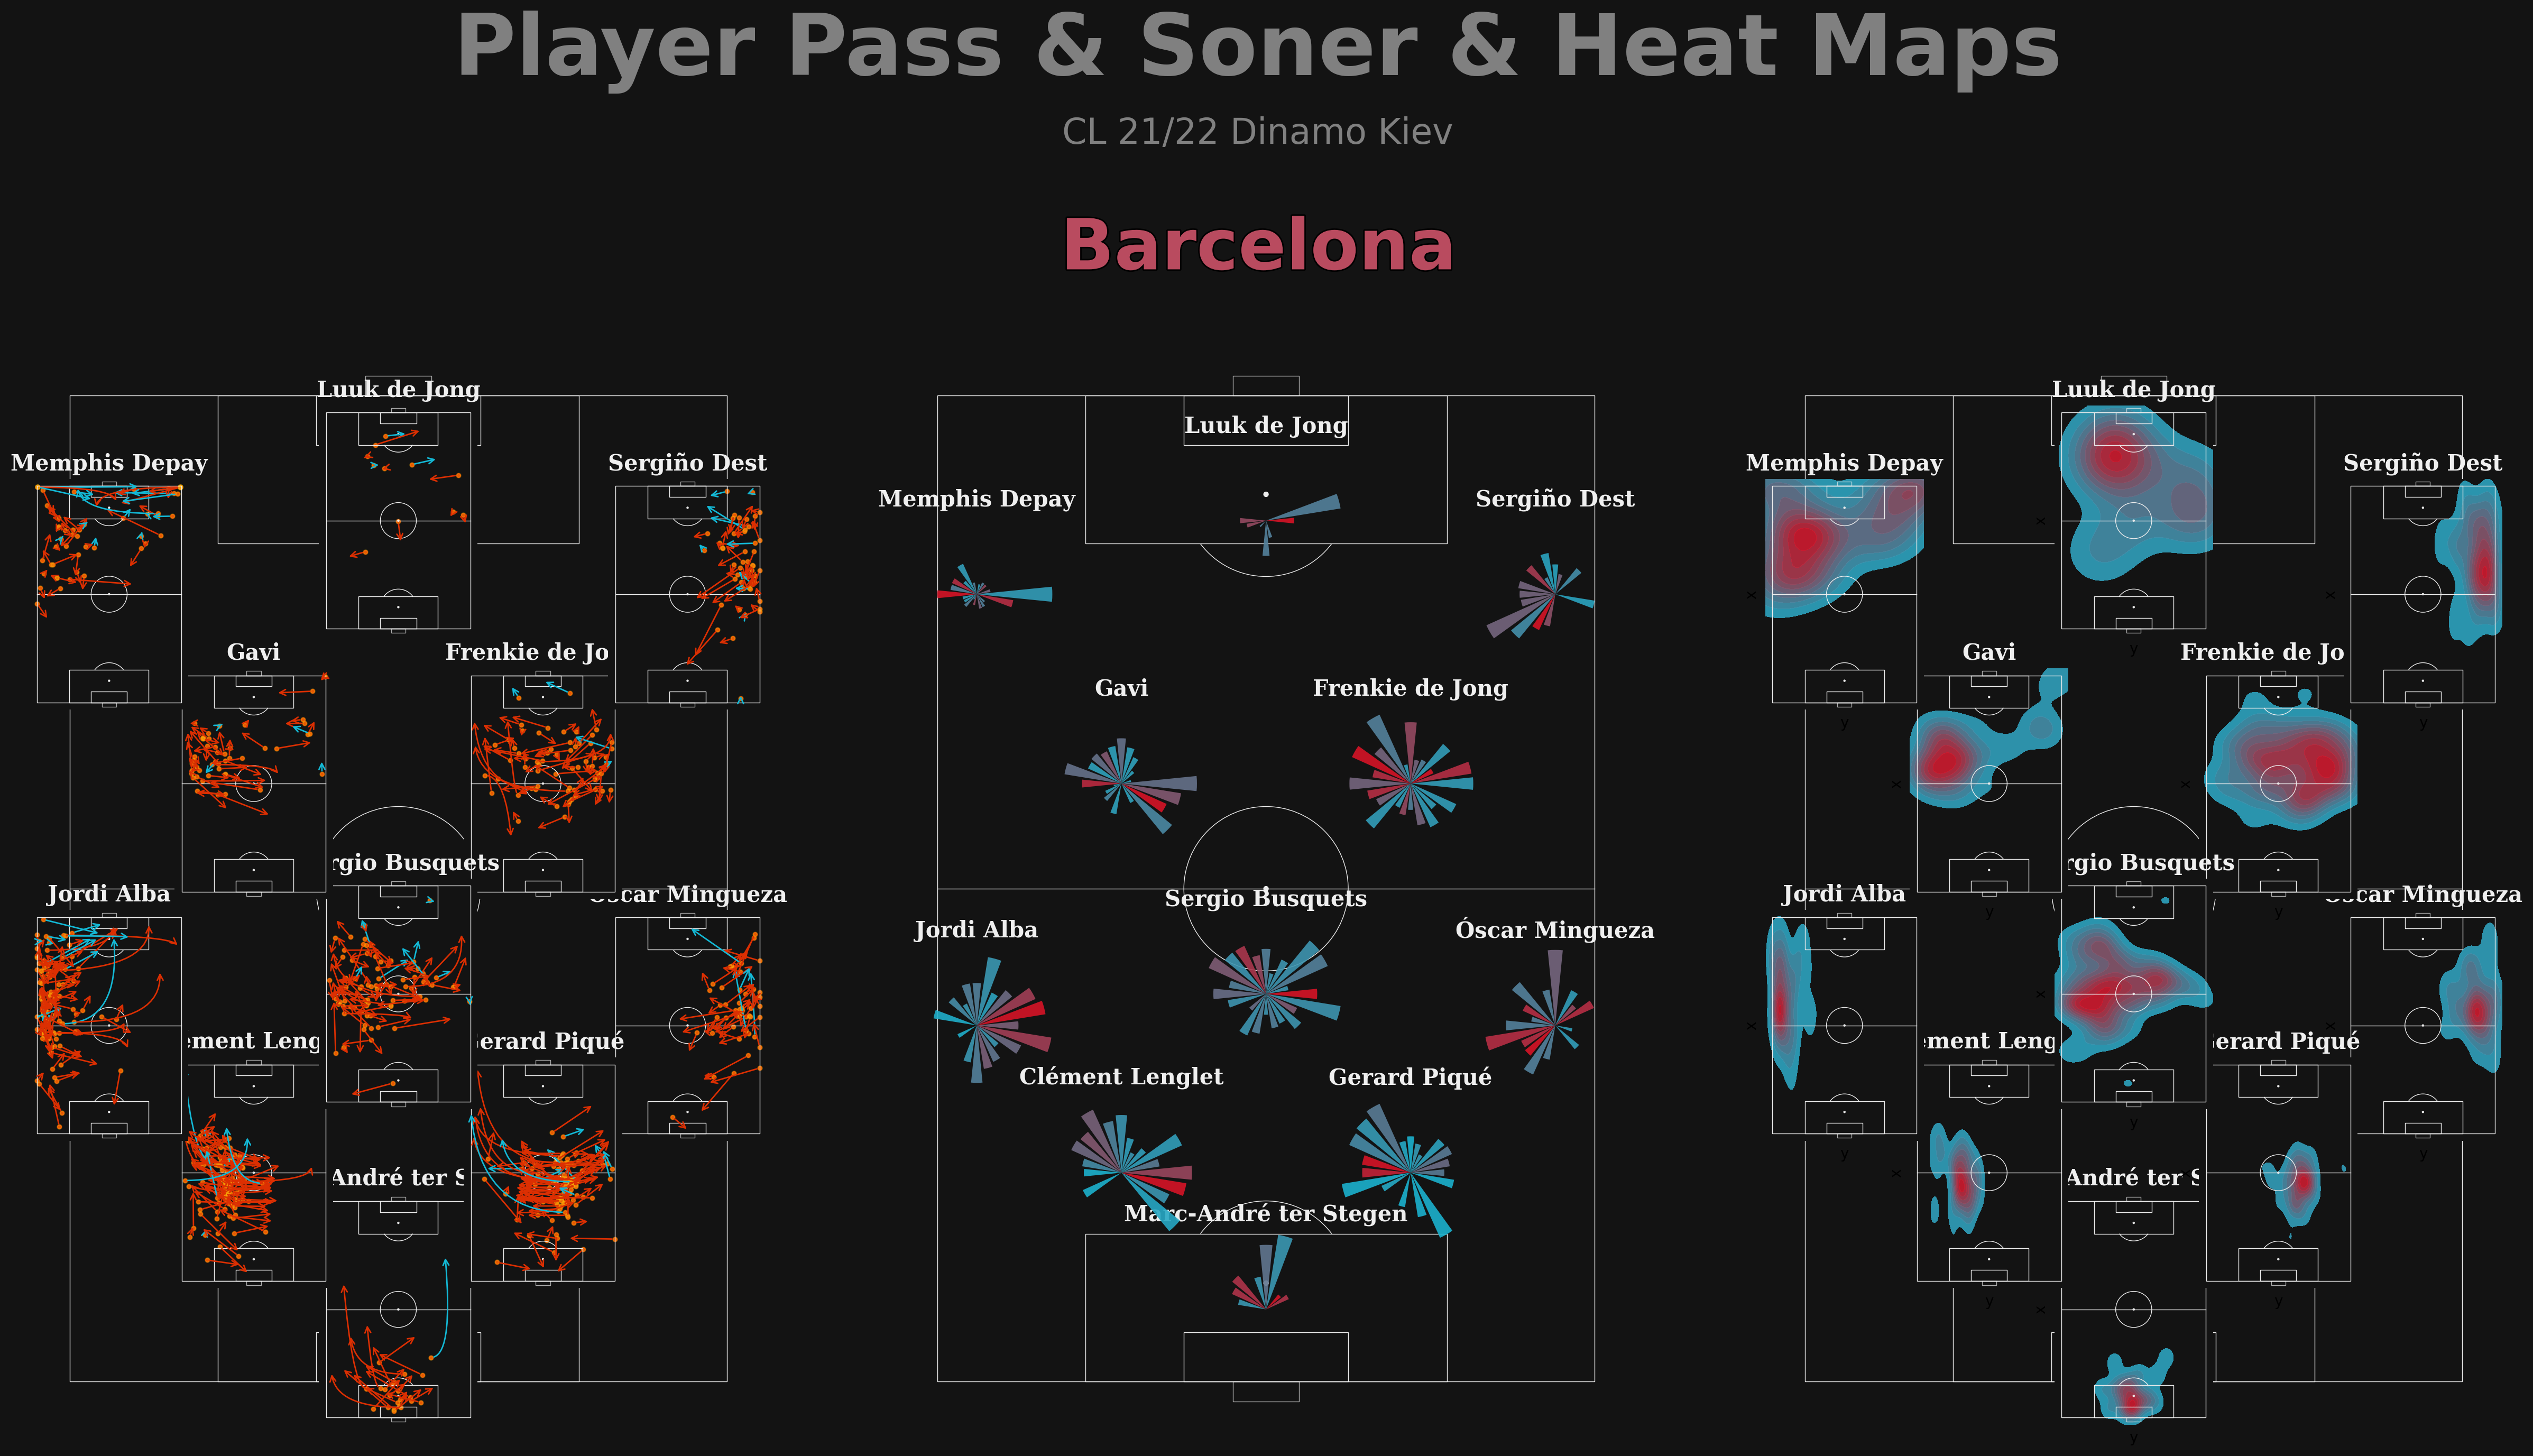 Player Pass & Soner & Heat Maps
CL 21/22 Dinamo Kiev
Barcelona
Luuk de Jong
Memphis Depay
Sergiño Dest
Gavi
Frenkie de Jo
rgio Busquets
Jordi Alba
scar Mingueza
ement Leng
erard Piqué
André ter S
Luuk de Jong
Memphis Depay
Sergiño Dest
Gavi
Frenkie de Jong
Sergio Busquets
Jordi Alba
Óscar Mingueza
Clément Lenglet
Gerard Piqué
Marc-André ter Stegen
Luuk de Jong
x
y
Memphis Depay
x
y
Sergiño Dest
x
y
Gavi
x
y
Frenkie de Jo
x
y
rgio Busquets
x
y
Jordi Alba
x
y
scar Mingueza
x
ement Leng
x
y
erard Piqué
y
André ter S
x
y